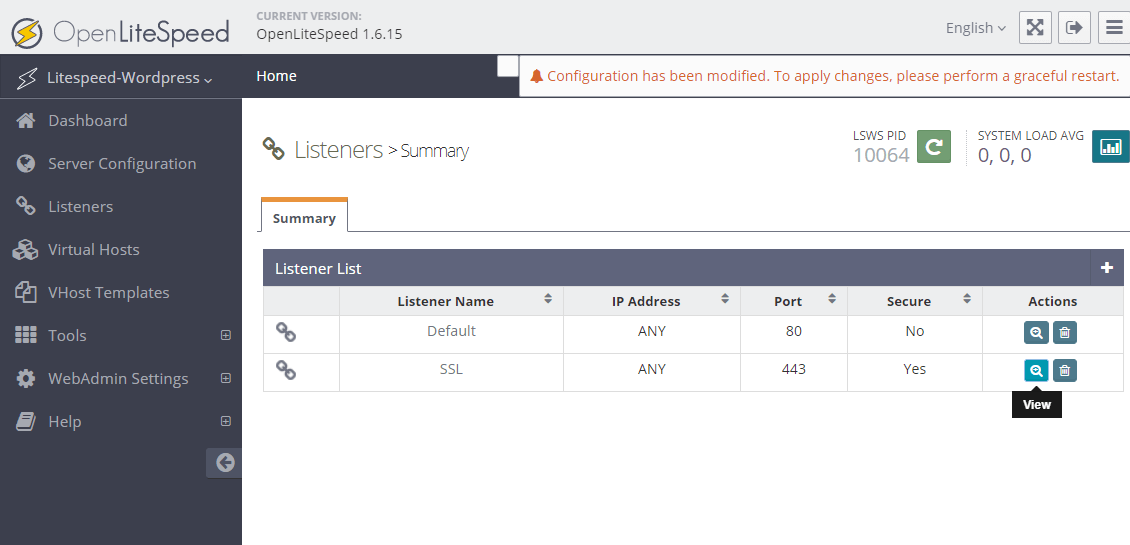 OpenLiteSpeed
CURRENT VERSION:
OpenLiteSpeed 1.6.15
English
Litespeed-Wordpress
Home
Configuration has been modified. To apply changes, please perform a graceful restart.
Dashboard
Server Configuration
Listeners
Virtual Hosts
VHost Templates
Tools
WebAdmin Settings
Help
Listeners > Summary
LSWS PID
10064
SYSTEM LOAD AVG
0, 0, 0
Summary
Listener List
Listener Name IP Address Port Secure Actions
Default ANY 80 No
SSL ANY 443 Yes
View